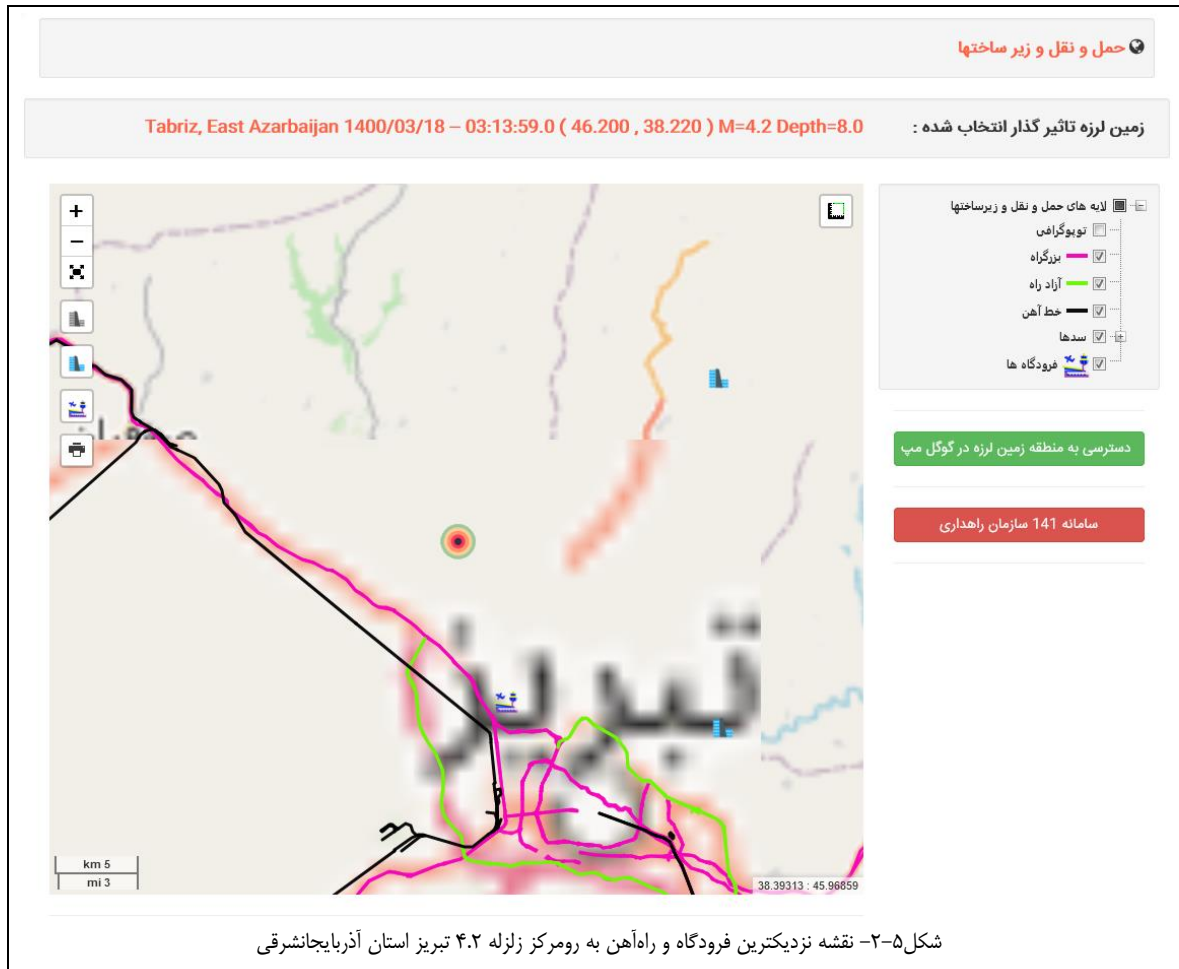 حمل و نقل و زیر ساختها
زمین لرزه تاثیر گذار انتخاب شده : Tabriz, East Azarbaijan 1400/03/18 – 03:13:59.0 ( 46.200 , 38.220 ) M=4.2 Depth=8.0
لایه های حمل و نقل و زیرساختها
توپوگرافی
بزرگراه
آزاد راه
خط آهن
سدها
فرودگاه ها
دسترسی به منطقه زمین لرزه در گوگل مپ
سامانه 141 سازمان راهداری
+
−
تبریز
km 5
mi 3
38.39313 : 45.96859
شکل۵-۲- نقشه نزدیکترین فرودگاه و راه‌آهن به رومرکز زلزله ۴.۲ تبریز استان آذربایجانشرقی